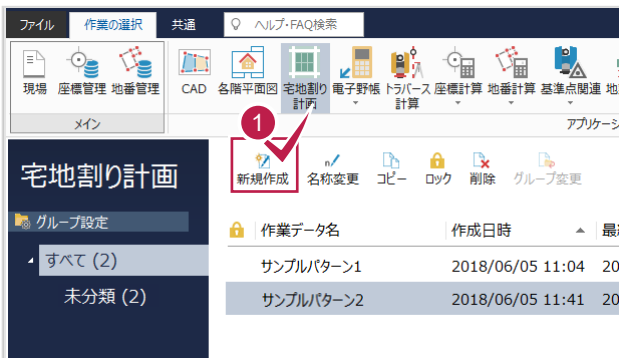 ファイル 作業の選択 共通 ヘルプ・FAQ検索
現場 座標管理 地番管理 CAD 各階平面図 宅地割り 電子野帳 トラバース 座標計算 地番計算 基準点関連
計画 計算
メイン アプリケーシ
1
宅地割り計画
新規作成 名称変更 コピー ロック 削除 グループ変更
グループ設定
作業データ名 作成日時
すべて (2)
サンプルパターン1 2018/06/05 11:04 20
未分類 (2)
サンプルパターン2 2018/06/05 11:41 20